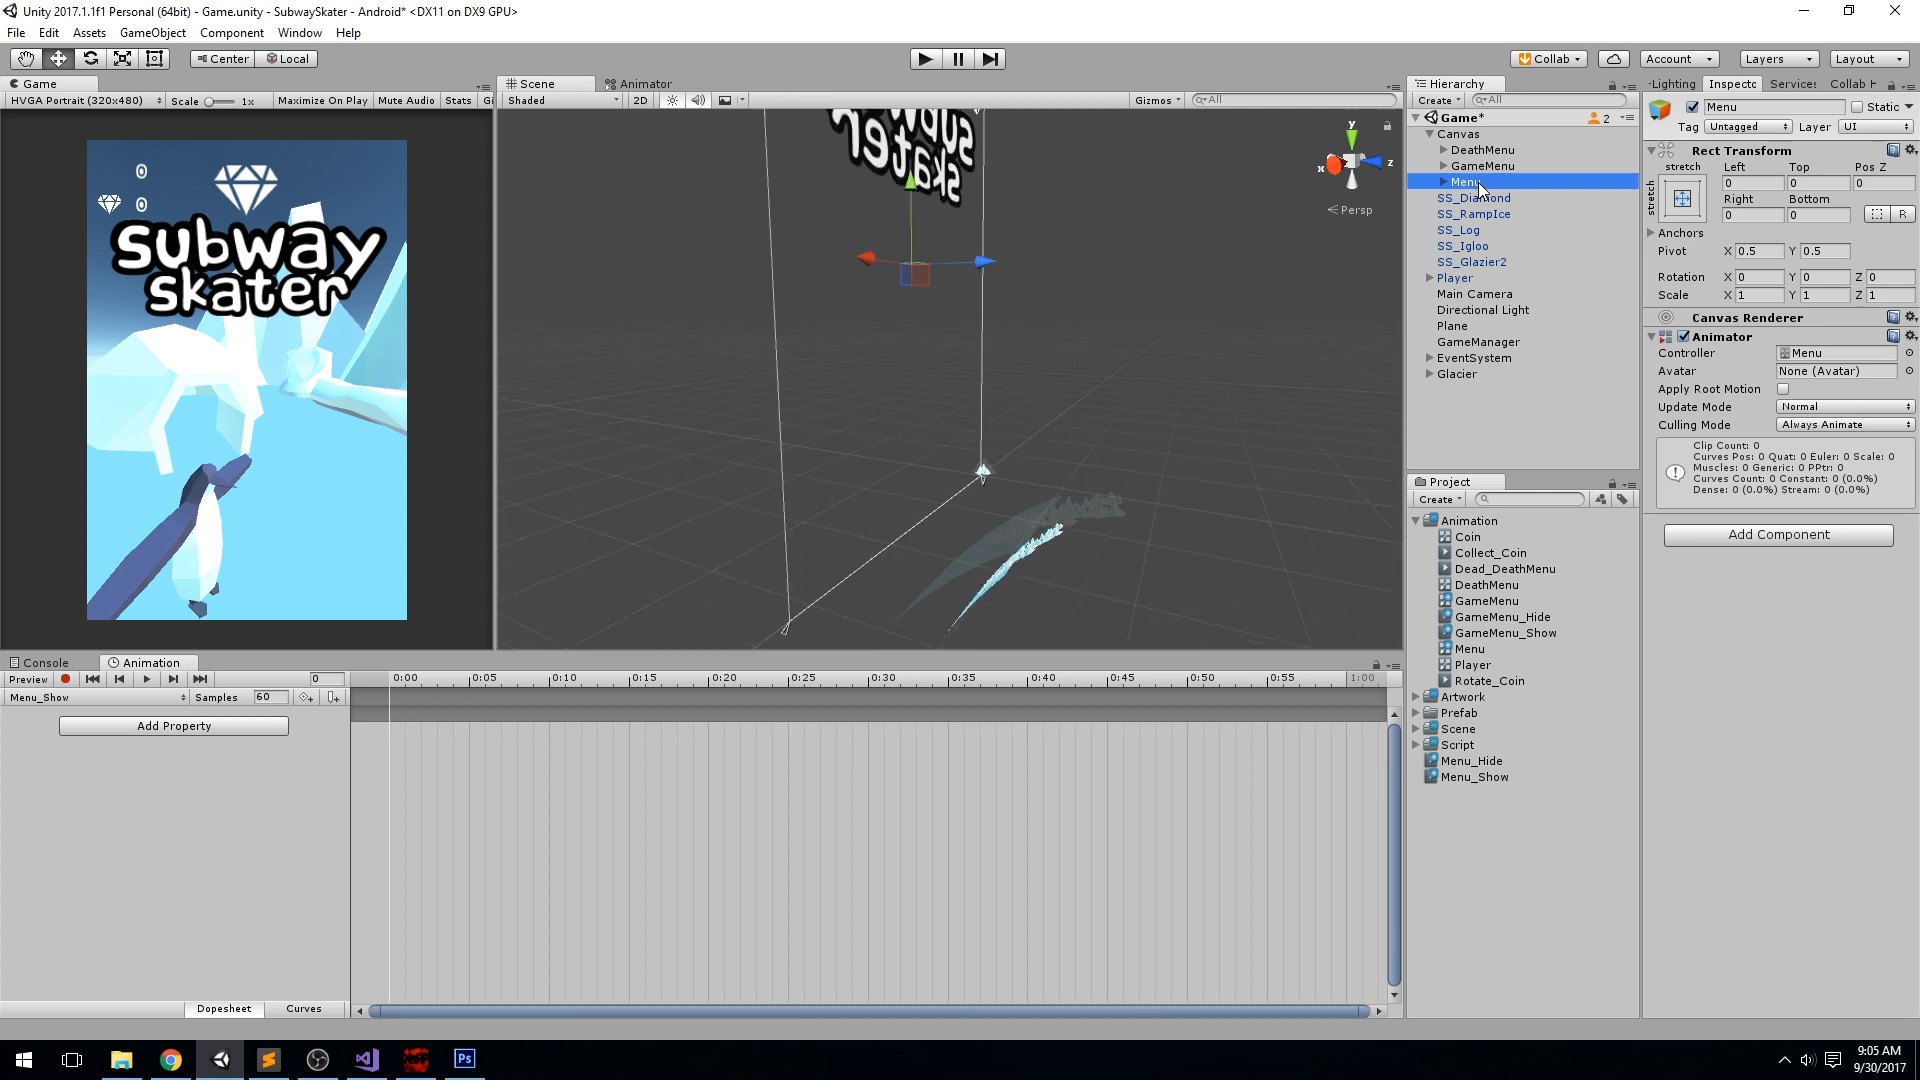 Unity 2017.1.1f1 Personal (64bit) - Game.unity - SubwaySkater - Android* <DX11 on DX9 GPU>
File Edit Assets GameObject Component Window Help
Center Local
Collab Account Layers Layout
Game
HVGA Portrait (320x480) Scale 1x Maximize On Play Mute Audio Stats Gi
0
0
subway
skater
Scene Animator
Shaded 2D Gizmos All
subway
skater
y
x z
Persp
Hierarchy
Create All
Game* 2
Canvas
DeathMenu
GameMenu
Menu
SS_Diamond
SS_RampIce
SS_Log
SS_Igloo
SS_Glazier2
Player
Main Camera
Directional Light
Plane
GameManager
EventSystem
Glacier
Project
Create
Animation
Coin
Collect_Coin
Dead_DeathMenu
DeathMenu
GameMenu
GameMenu_Hide
GameMenu_Show
Menu
Player
Rotate_Coin
Artwork
Prefab
Scene
Script
Menu_Hide
Menu_Show
Lighting Inspecto Services Collab H
Menu Static
Tag Untagged Layer UI
Rect Transform
stretch Left Top Pos Z
stretch 0 0 0
Right Bottom
0 0 R
Anchors
Pivot X 0.5 Y 0.5
Rotation X 0 Y 0 Z 0
Scale X 1 Y 1 Z 1
Canvas Renderer
Animator
Controller Menu
Avatar None (Avatar)
Apply Root Motion
Update Mode Normal
Culling Mode Always Animate
Clip Count: 0
Curves Pos: 0 Quat: 0 Euler: 0 Scale: 0
Muscles: 0 Generic: 0 PPtr: 0
Curves Count: 0 Constant: 0 (0.0%)
Dense: 0 (0.0%) Stream: 0 (0.0%)
Add Component
Console Animation
Preview 0 0:00 0:05 0:10 0:15 0:20 0:25 0:30 0:35 0:40 0:45 0:50 0:55 1:00
Menu_Show Samples 60
Add Property
Dopesheet Curves
Ps
9:05 AM
9/30/2017